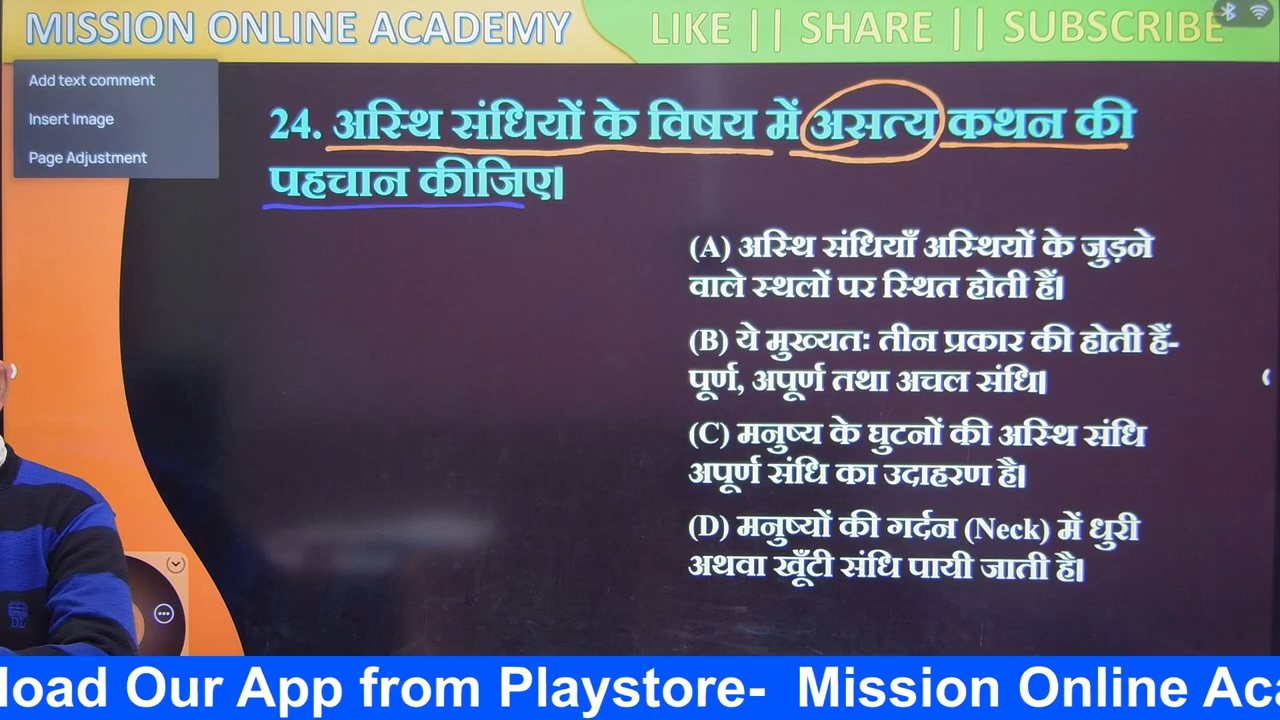 MISSION ONLINE ACADEMY
LIKE || SHARE || SUBSCRIBE
Add text comment
Insert Image
Page Adjustment
24. अस्थि संधियों के विषय में असत्य कथन की
पहचान कीजिए।
(A) अस्थि संधियाँ अस्थियों के जुड़ने
वाले स्थलों पर स्थित होती हैं।
(B) ये मुख्यतः तीन प्रकार की होती हैं-
पूर्ण, अपूर्ण तथा अचल संधि।
(C) मनुष्य के घुटनों की अस्थि संधि
अपूर्ण संधि का उदाहरण है।
(D) मनुष्यों की गर्दन (Neck) में धुरी
अथवा खूँटी संधि पायी जाती है।
DL
load Our App from Playstore- Mission Online Aca